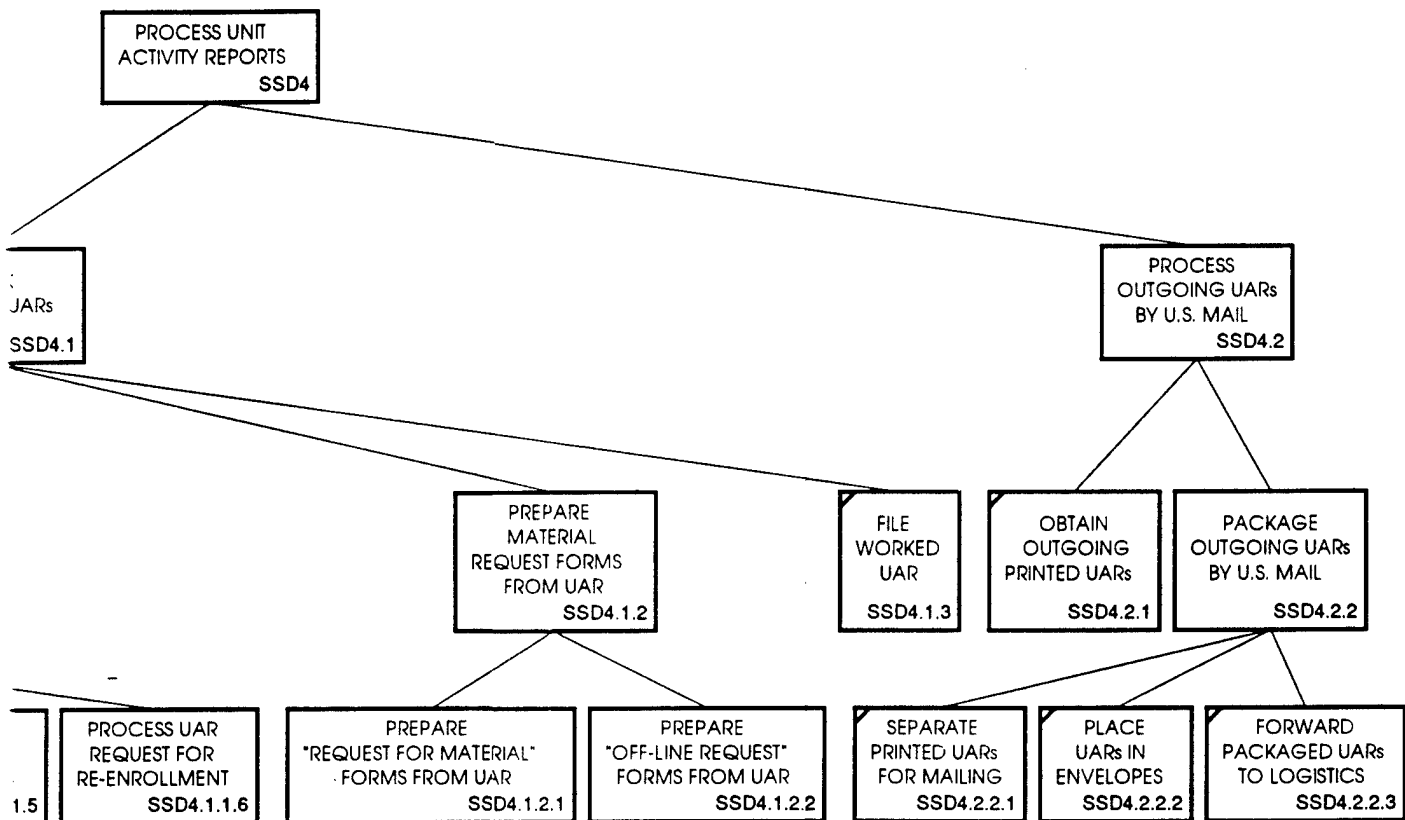 PROCESS UNIT
ACTIVITY REPORTS
SSD4
JARs
SSD4.1
PROCESS
OUTGOING UARs
BY U.S. MAIL
SSD4.2
PREPARE
MATERIAL
REQUEST FORMS
FROM UAR
SSD4.1.2
FILE
WORKED
UAR
SSD4.1.3
OBTAIN
OUTGOING
PRINTED UARs
SSD4.2.1
PACKAGE
OUTGOING UARs
BY U.S. MAIL
SSD4.2.2
1.5
PROCESS UAR
REQUEST FOR
RE-ENROLLMENT
SSD4.1.1.6
PREPARE
"REQUEST FOR MATERIAL"
FORMS FROM UAR
SSD4.1.2.1
PREPARE
"OFF-LINE REQUEST"
FORMS FROM UAR
SSD4.1.2.2
SEPARATE
PRINTED UARs
FOR MAILING
SSD4.2.2.1
PLACE
UARs IN
ENVELOPES
SSD4.2.2.2
FORWARD
PACKAGED UARs
TO LOGISTICS
SSD4.2.2.3